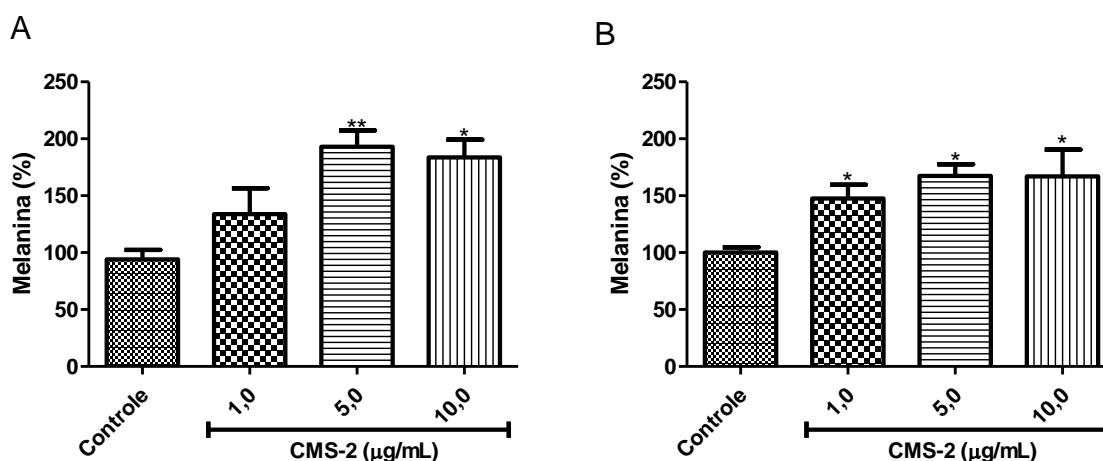 A
Melanina (%)
250
200
150
100
50
0
**
*
Controle
1,0
5,0
10,0
CMS-2 (μg/mL)
B
Melanina (%)
250
200
150
100
50
0
*
*
*
Controle
1,0
5,0
10,0
CMS-2 (μg/mL)